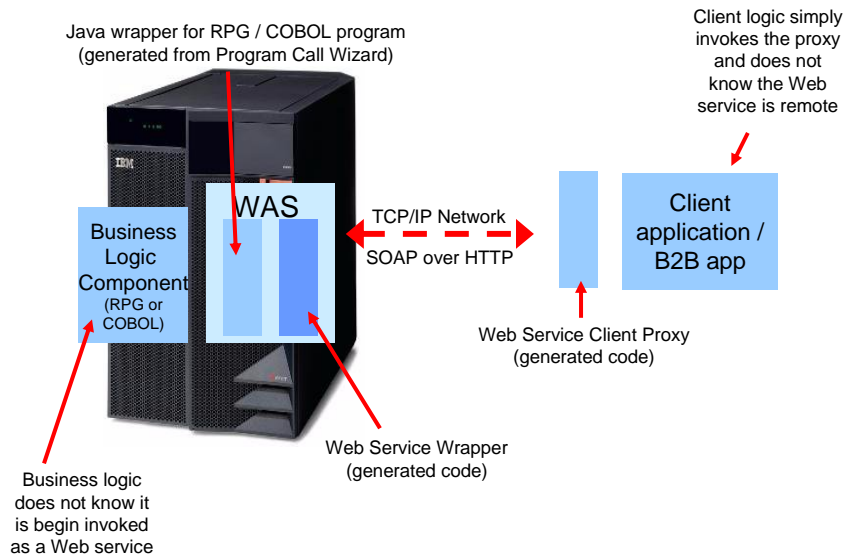 Java wrapper for RPG / COBOL program
(generated from Program Call Wizard)
Client logic simply
invokes the proxy
and does not
know the Web
service is remote
IBM
WAS
Business
Logic
Component
(RPG or
COBOL)
TCP/IP Network
SOAP over HTTP
Client
application /
B2B app
Web Service Client Proxy
(generated code)
Web Service Wrapper
(generated code)
Business logic
does not know it
is begin invoked
as a Web service